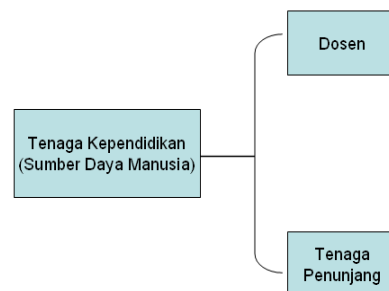 Dosen
Tenaga Kependidikan
(Sumber Daya Manusia)
Tenaga
Penunjang